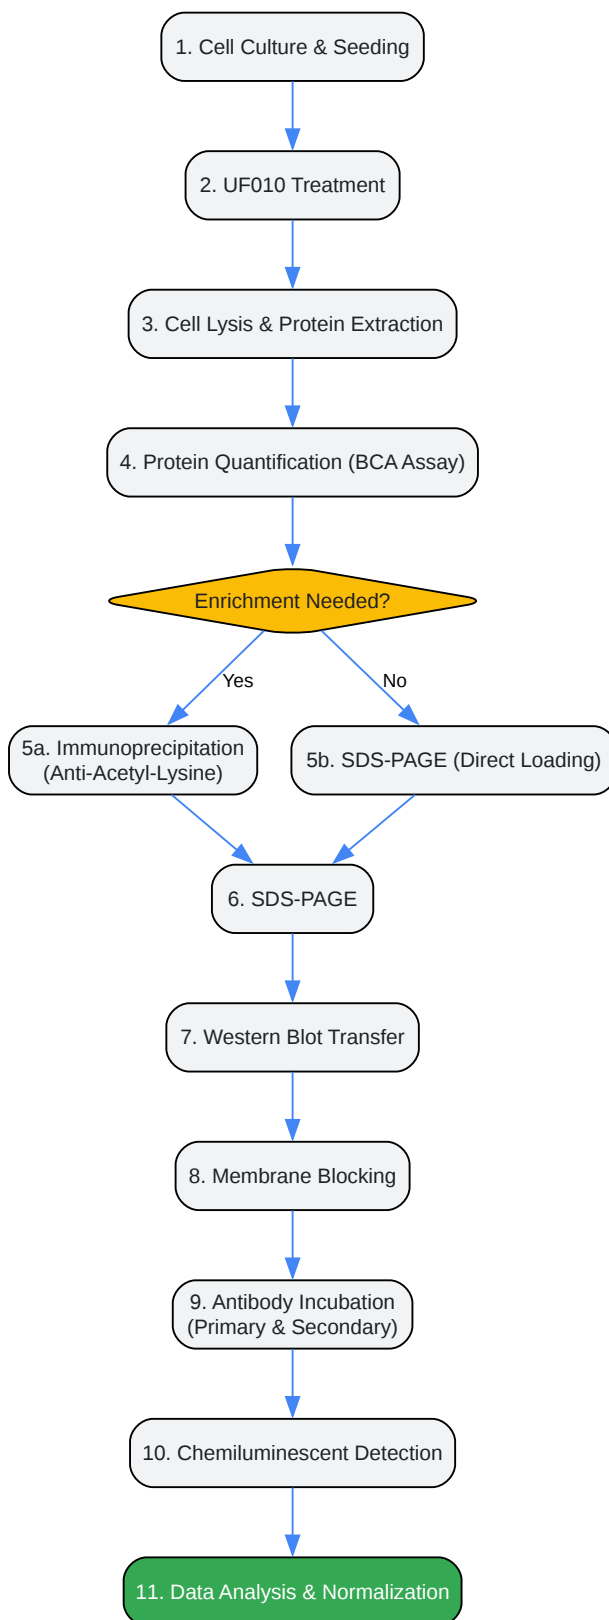 1. Cell Culture & Seeding
2. UF010 Treatment
3. Cell Lysis & Protein Extraction
4. Protein Quantification (BCA Assay)
Enrichment Needed?
Yes
No
5a. Immunoprecipitation
(Anti-Acetyl-Lysine)
5b. SDS-PAGE (Direct Loading)
6. SDS-PAGE
7. Western Blot Transfer
8. Membrane Blocking
9. Antibody Incubation
(Primary & Secondary)
10. Chemiluminescent Detection
11. Data Analysis & Normalization